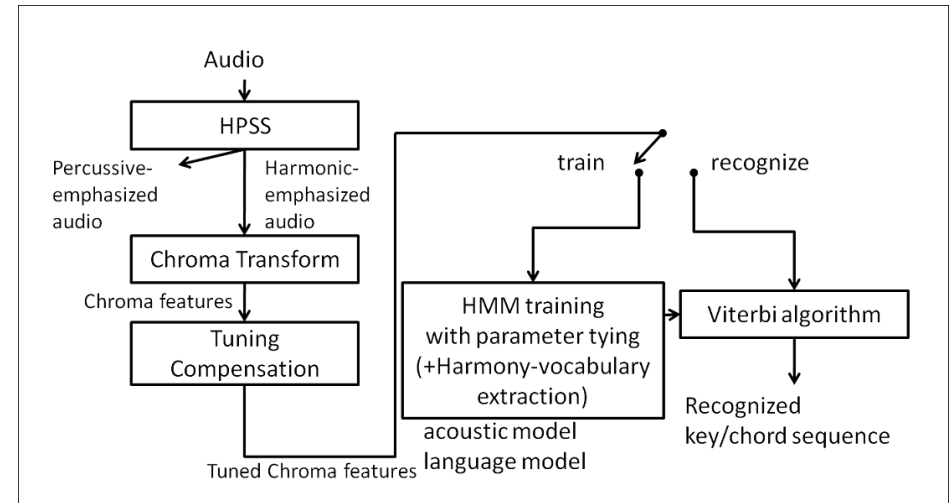 Audio
HPSS
Percussive-
emphasized
audio
Harmonic-
emphasized
audio
Chroma Transform
Chroma features
Tuning
Compensation
Tuned Chroma features
train
recognize
HMM training
with parameter tying
(+Harmony-vocabulary
extraction)
acoustic model
language model
Viterbi algorithm
Recognized
key/chord sequence